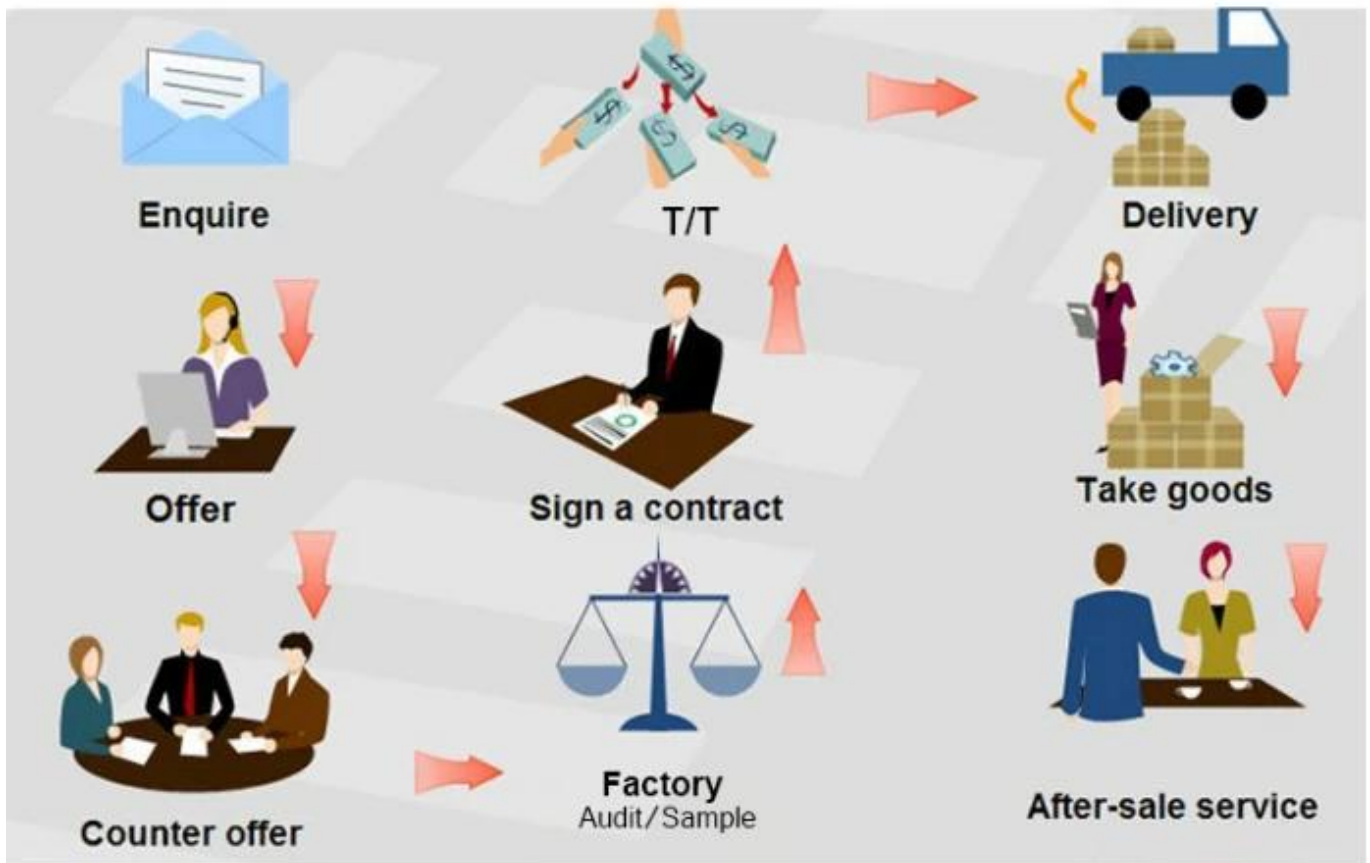 Enquire
T/T
Delivery
Offer
Sign a contract
Take goods
Counter offer
Factory
Audit/Sample
After-sale service